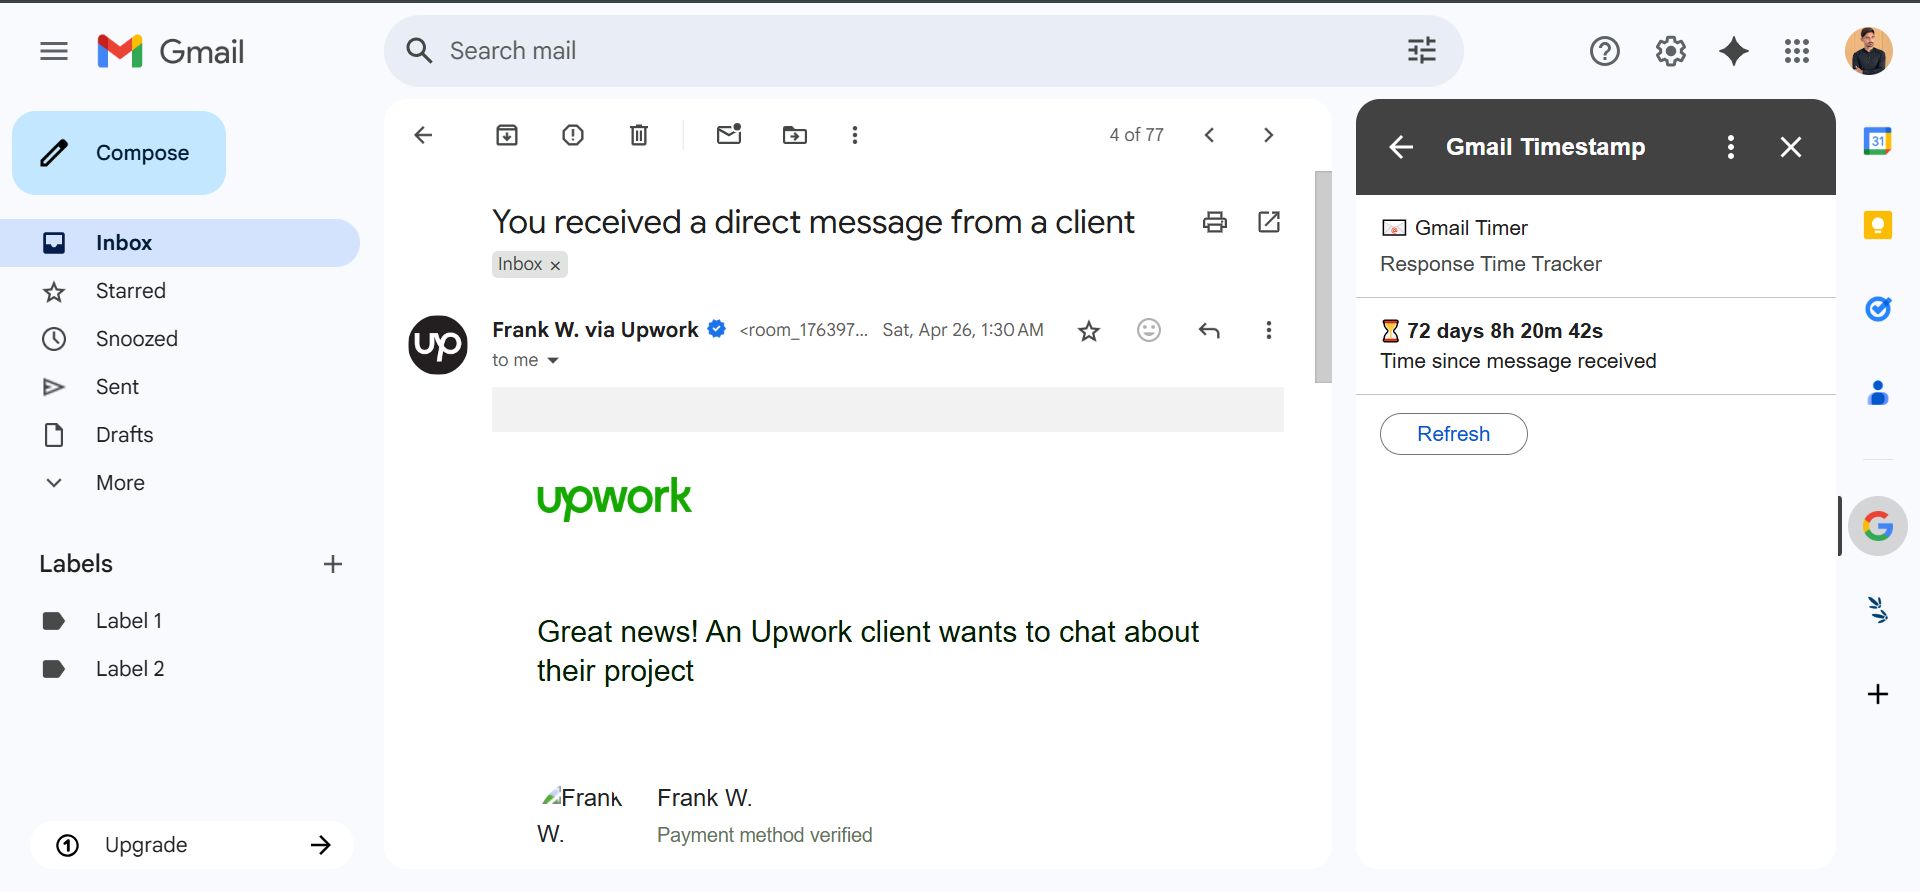 Gmail
Search mail
Compose
Inbox
Starred
Snoozed
Sent
Drafts
More
Labels
Label 1
Label 2
Upgrade
4 of 77
You received a direct message from a client
Inbox ×
up
Frank W. via Upwork <room_176397... Sat, Apr 26, 1:30 AM
to me
upwork
Great news! An Upwork client wants to chat about
their project
Frank
W.
Frank W.
Payment method verified
Gmail Timestamp
Gmail Timer
Response Time Tracker
72 days 8h 20m 42s
Time since message received
Refresh
31